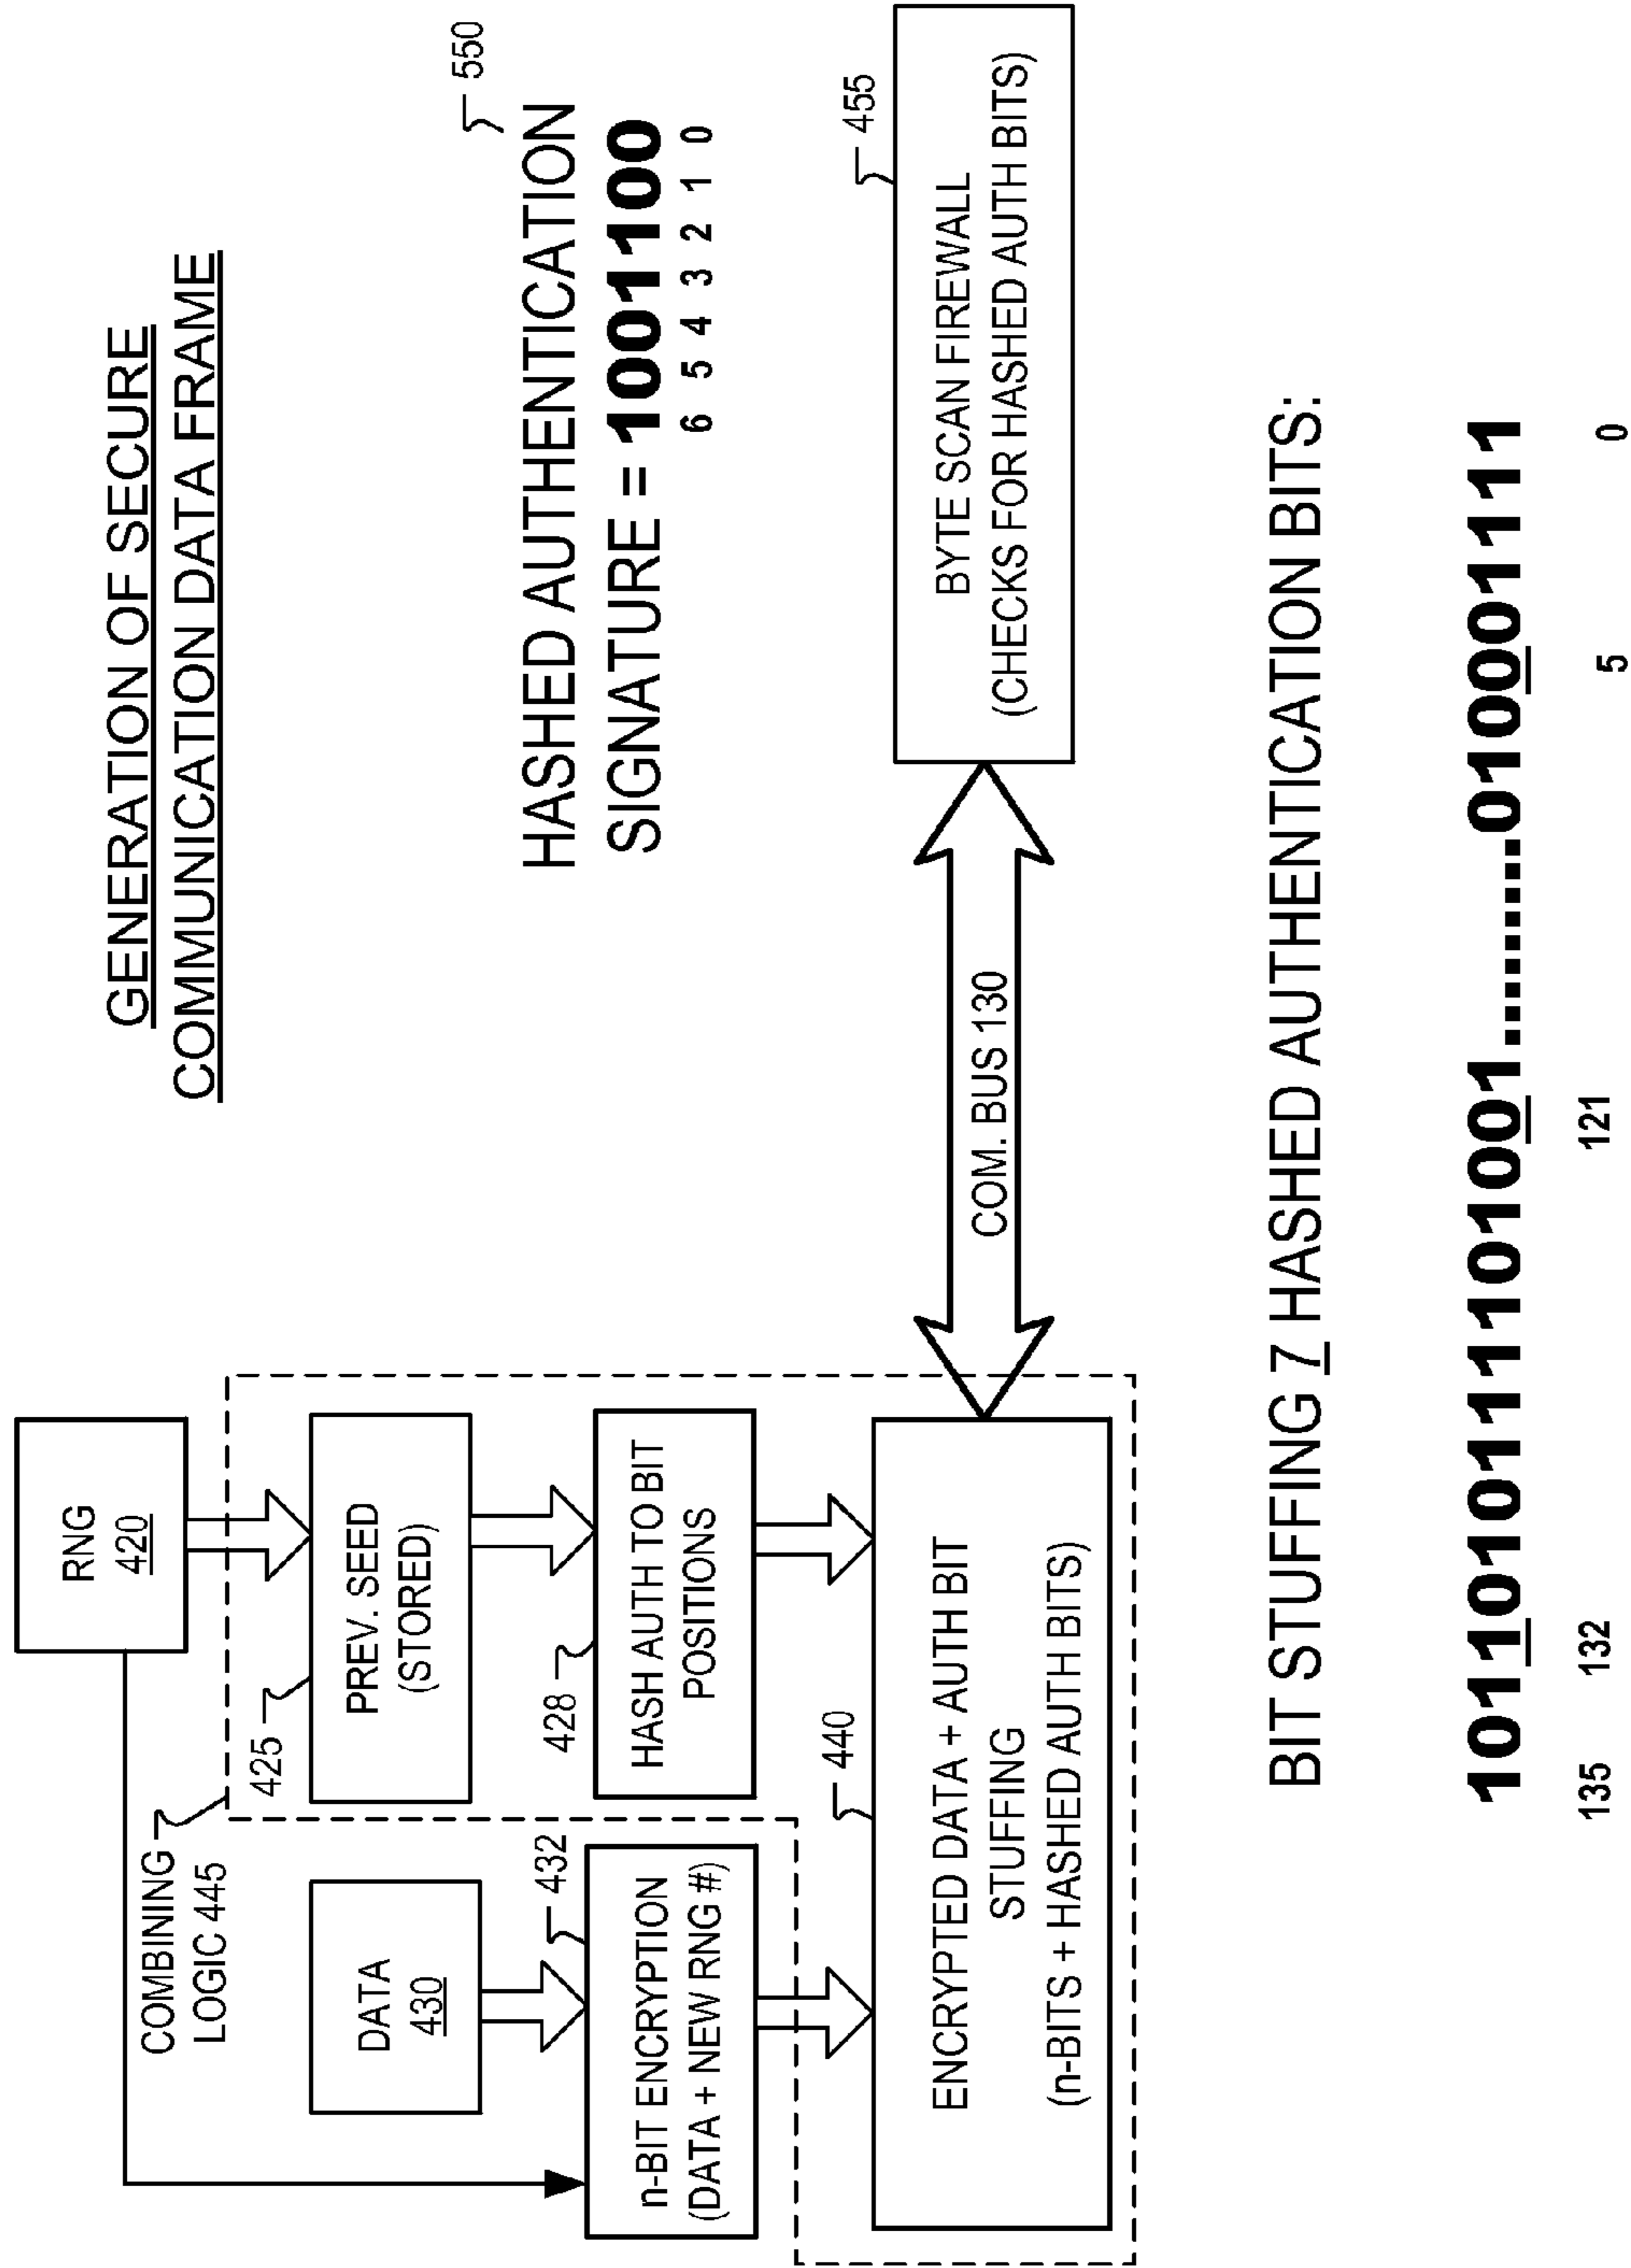 GENERATION OF SECURE
COMMUNICATION DATA FRAME
RNG
420
COMBINING
LOGIC 445
425
PREV. SEED
(STORED)
DATA
430
428
HASH AUTH TO BIT
POSITIONS
432
n-BIT ENCRYPTION
(DATA + NEW RNG #)
440
ENCRYPTED DATA + AUTH BIT
STUFFING
(n-BITS + HASHED AUTH BITS)
COM. BUS 130
550
HASHED AUTHENTICATION
SIGNATURE = 1001100
6 5 4 3 2 1 0
455
BYTE SCAN FIREWALL
(CHECKS FOR HASHED AUTH BITS)
BIT STUFFING 7 HASHED AUTHENTICATION BITS:
1011010111101001.........010001111
135 132 121 5 0